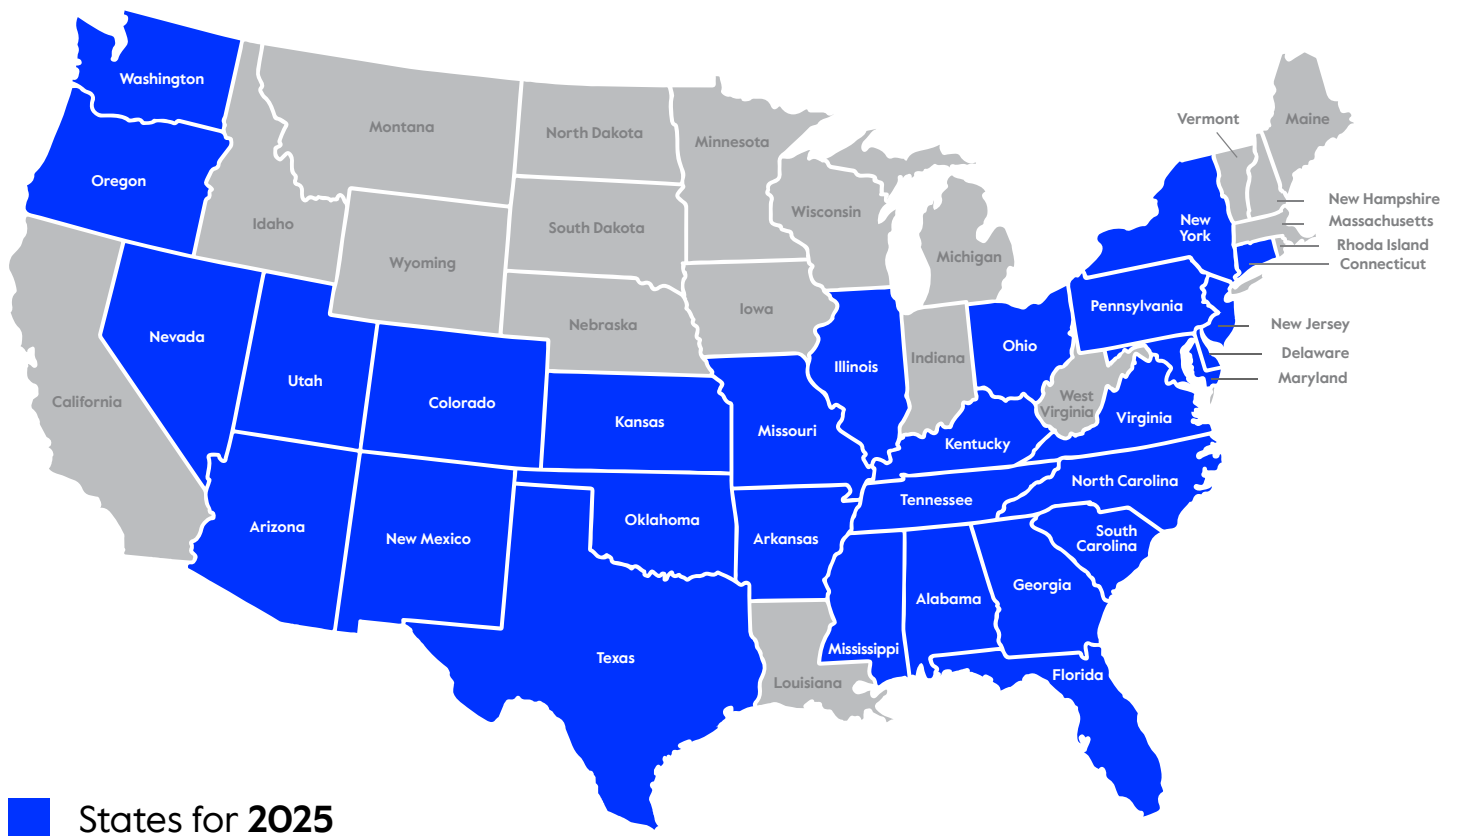 Washington
Montana
North Dakota
Minnesota
Vermont
Maine
Oregon
Idaho
South Dakota
Wisconsin
New Hampshire
Massachusetts
New
York
Rhoda Island
Connecticut
Wyoming
Michigan
Pennsylvania
Nevada
Nebraska
Iowa
New Jersey
Ohio
Indiana
Illinois
Delaware
Maryland
Utah
Colorado
California
Kansas
Missouri
West
Virginia
Virginia
Kentucky
North Carolina
Tennessee
Arizona
New Mexico
Oklahoma
Arkansas
South
Carolina
Georgia
Alabama
Mississippi
Texas
Louisiana
Florida
States for 2025